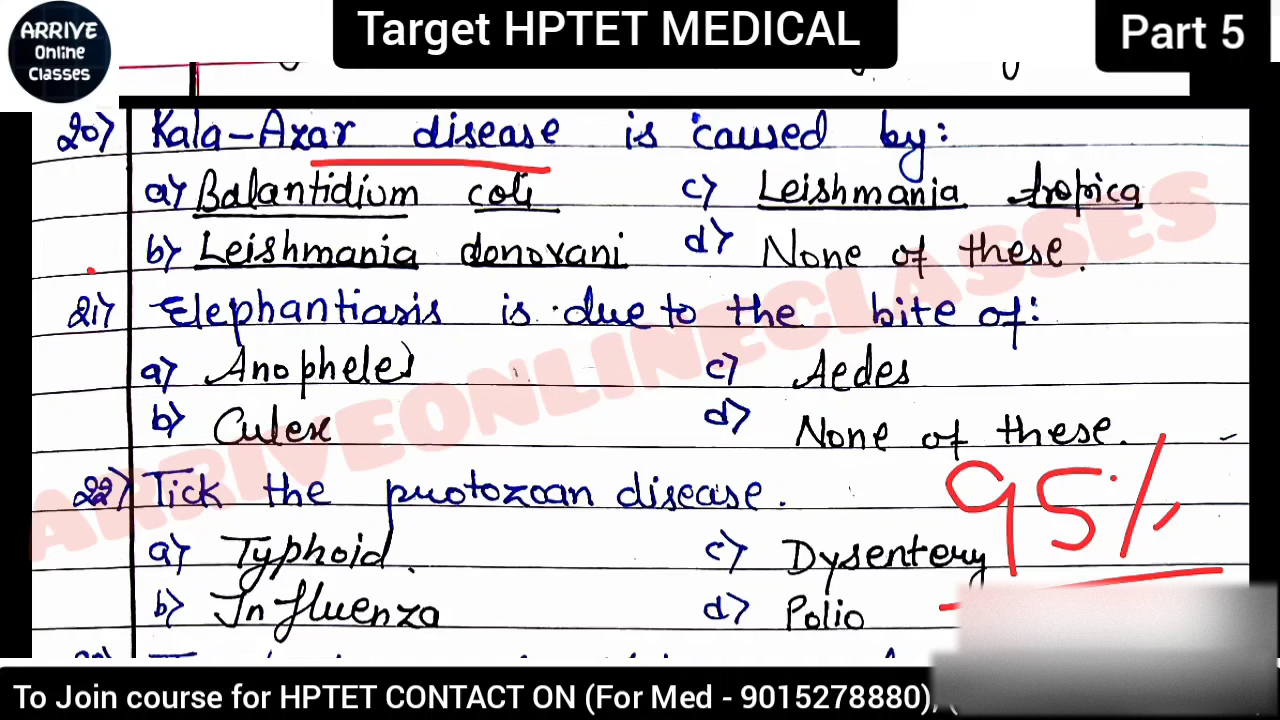 ARRIVE
Online
Classes
Target HPTET MEDICAL
Part 5
20) Kala-Azar disease is caused by:
a) Balantidium coli c) Leishmania tropica
b) Leishmania donovani d) None of these.
21) Elephantiasis is due to the bite of:
a) Anopheles c) Aedes
b) Culex d) None of these.
22) Tick the protozoan disease.
a) Typhoid. c) Dysentery
b) Influenza d) Polio
95%
ARRIVEONLINECLASSES
To Join course for HPTET CONTACT ON (For Med - 9015278880), (